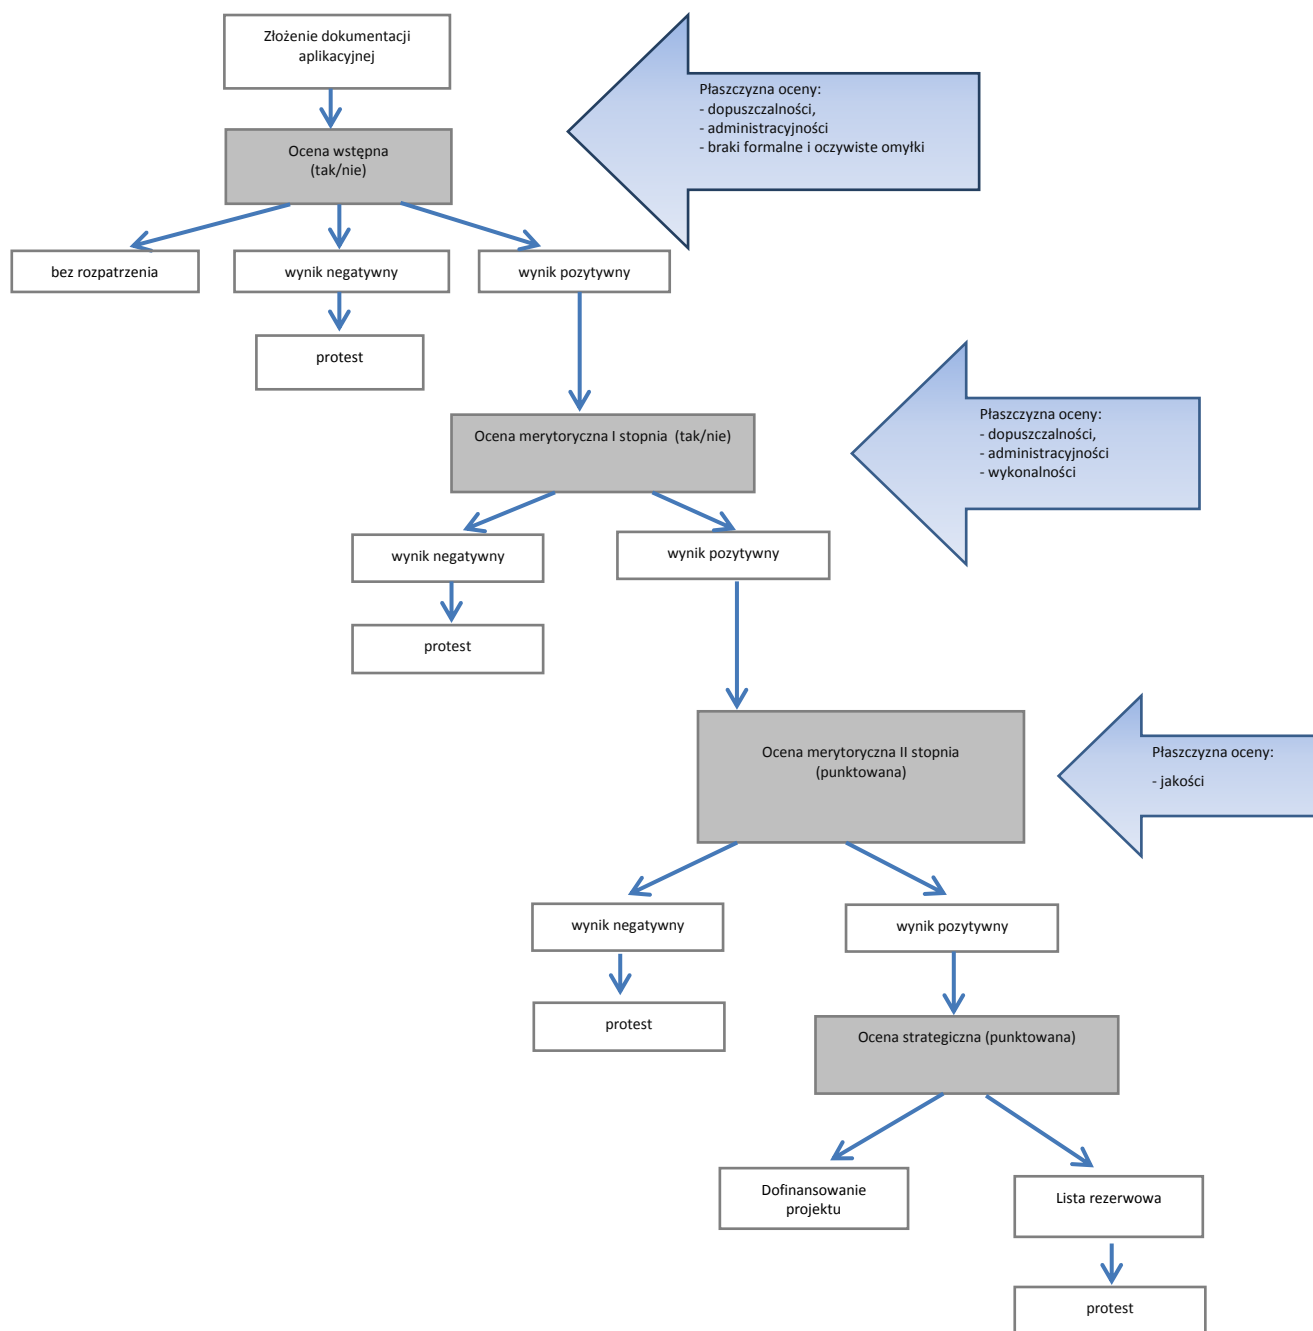 Złożenie dokumentacji
aplikacyjnej
Płaszczyzna oceny:
- dopuszczalności,
- administracyjności
- braki formalne i oczywiste omyłki
Ocena wstępna
(tak/nie)
bez rozpatrzenia
wynik negatywny
wynik pozytywny
protest
Płaszczyzna oceny:
- dopuszczalności,
- administracyjności
- wykonalności
Ocena merytoryczna I stopnia (tak/nie)
wynik negatywny
wynik pozytywny
protest
Płaszczyzna oceny:
- jakości
Ocena merytoryczna II stopnia
(punktowana)
wynik negatywny
wynik pozytywny
protest
Ocena strategiczna (punktowana)
Dofinansowanie
projektu
Lista rezerwowa
protest